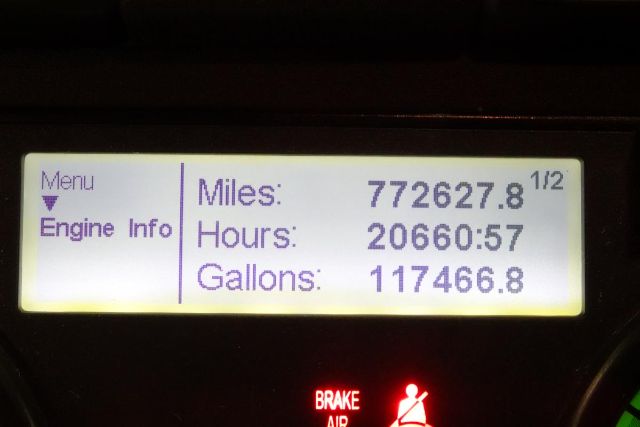 Menu
Engine Info
1/2
Miles: 772627.8
Hours: 20660:57
Gallons: 117466.8
BRAKE
AIR